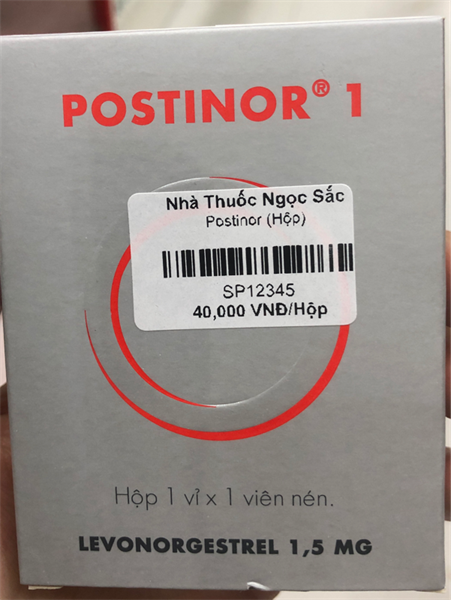 POSTINOR® 1
Nhà Thuốc Ngọc Sắc
Postinor (Hộp)
SP12345
40,000 VNĐ/Hộp
Hộp 1 vỉ x 1 viên nén.
LEVONORGESTREL 1,5 MG